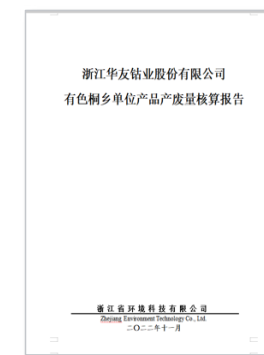 浙江华友钴业股份有限公司
有色桐乡单位产品产废量核算报告
浙江省环境科技有限公司
Zhejiang Environment Technology Co., Ltd.
二〇二二年十一月